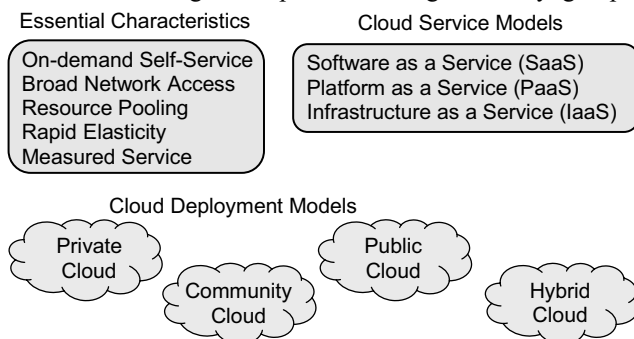 Essential Characteristics
On-demand Self-Service
Broad Network Access
Resource Pooling
Rapid Elasticity
Measured Service
Cloud Service Models
Software as a Service (SaaS)
Platform as a Service (PaaS)
Infrastructure as a Service (IaaS)
Cloud Deployment Models
Private
Cloud
Community
Cloud
Public
Cloud
Hybrid
Cloud